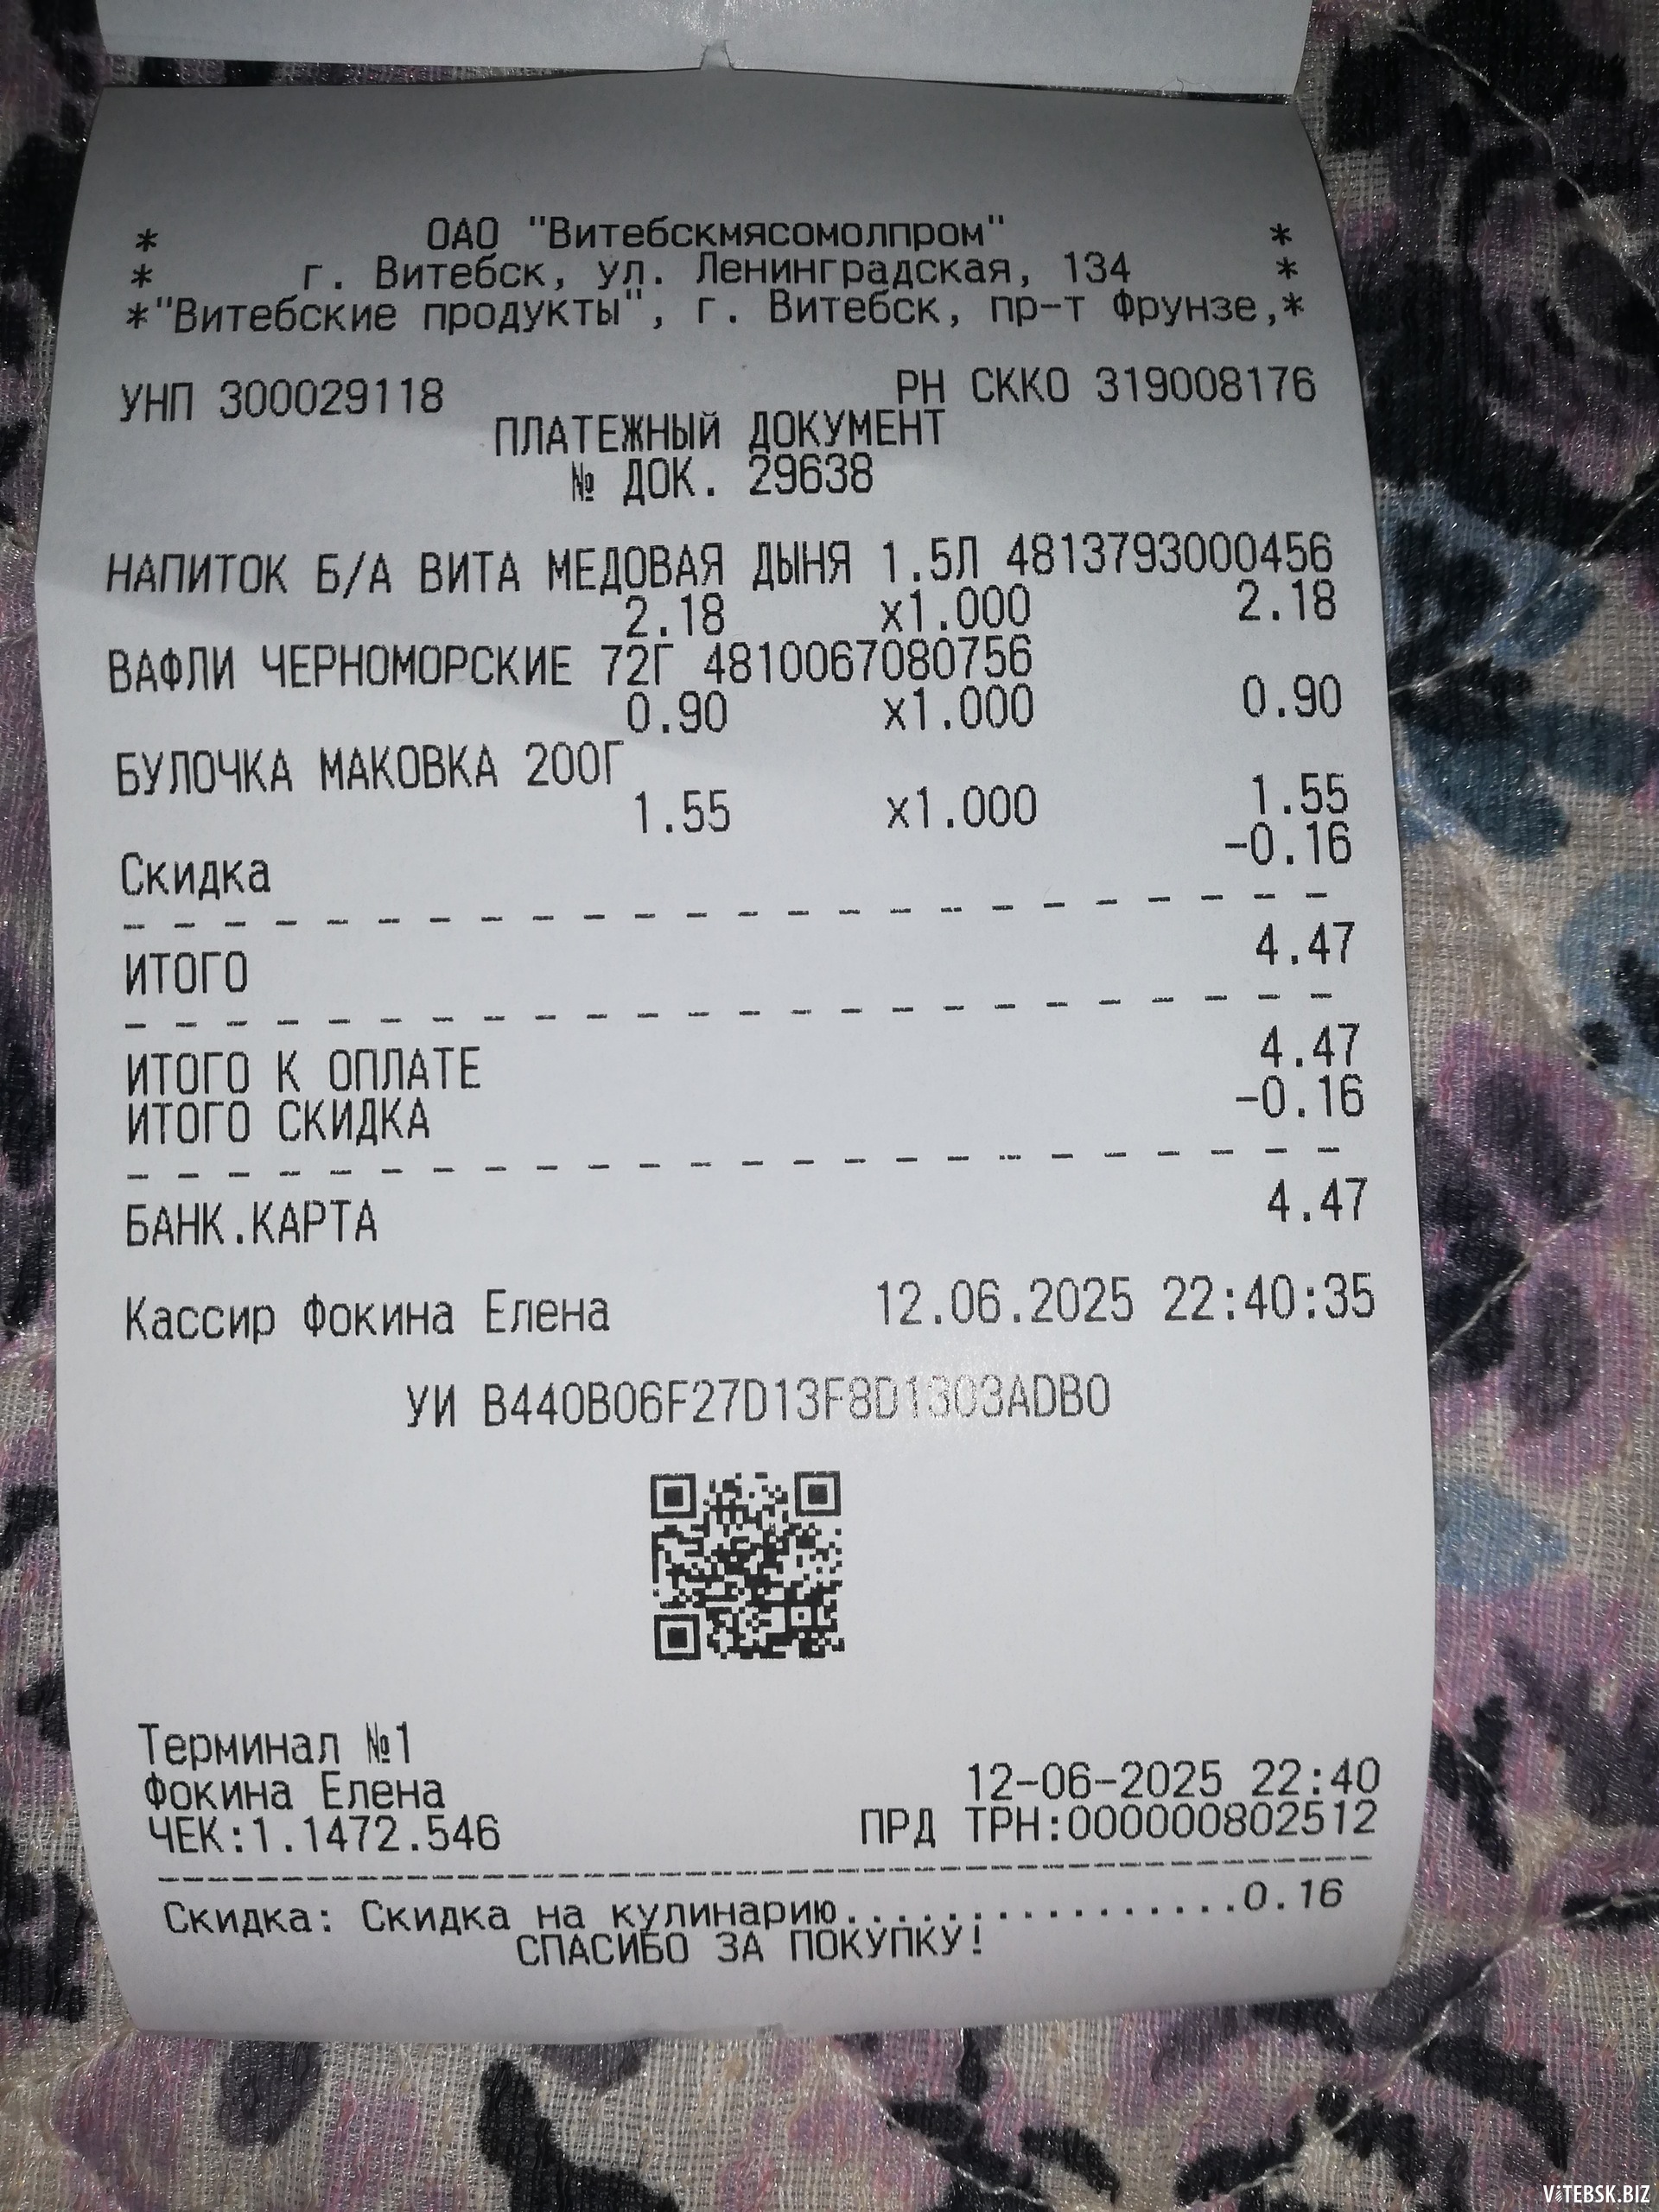 * ОАО "Витебскмясомолпром" *
* г. Витебск, ул. Ленинградская, 134 *
*"Витебские продукты", г. Витебск, пр-т Фрунзе,*
УНП 300029118 РН СККО 319008176
ПЛАТЕЖНЫЙ ДОКУМЕНТ
№ ДОК. 29638
НАПИТОК Б/А ВИТА МЕДОВАЯ ДЫНЯ 1.5Л 4813793000456
2.18 x1.000 2.18
ВАФЛИ ЧЕРНОМОРСКИЕ 72Г 4810067080756
0.90 x1.000 0.90
БУЛОЧКА МАКОВКА 200Г
1.55 x1.000 1.55
Скидка -0.16
ИТОГО 4.47
ИТОГО К ОПЛАТЕ 4.47
ИТОГО СКИДКА -0.16
БАНК.КАРТА 4.47
Кассир Фокина Елена 12.06.2025 22:40:35
УИ B440B06F27D13F8D1303ADB0
Терминал №1
Фокина Елена 12-06-2025 22:40
ЧЕК:1.1472.546 ПРД ТРН:000000802512
Скидка: Скидка на кулинарию................0.16
СПАСИБО ЗА ПОКУПКУ!
ViTEBSK.BIZ